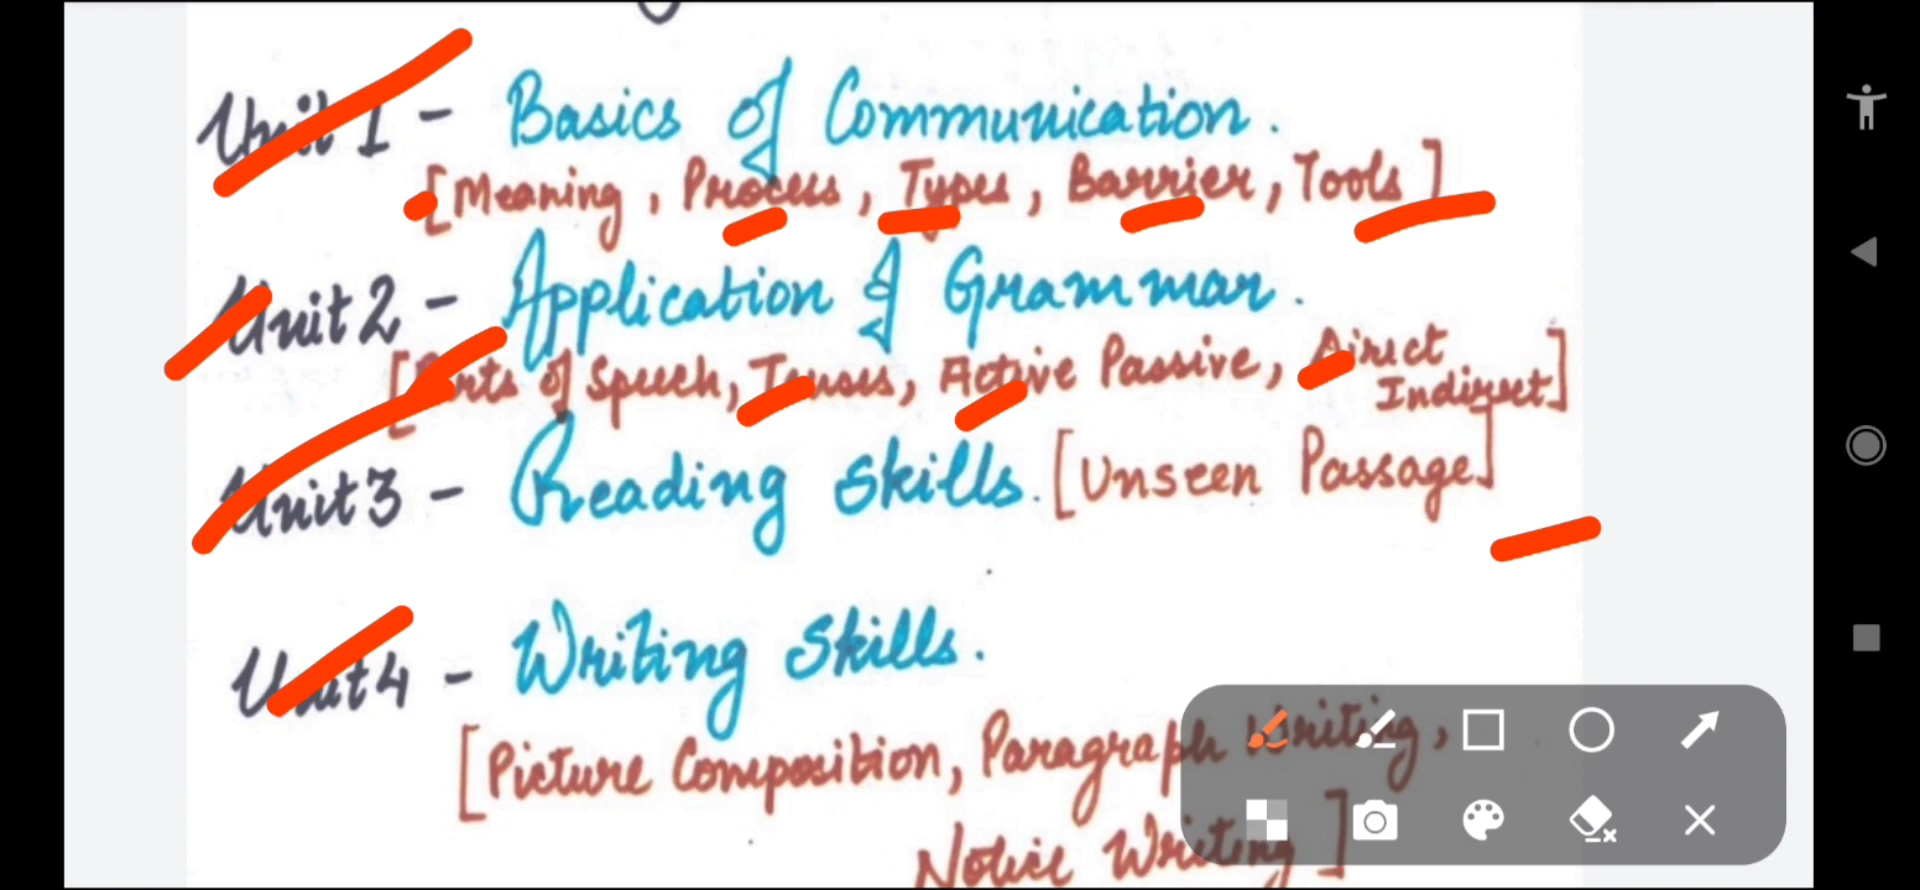 Unit 1 - Basics of Communication.
[Meaning, Process, Types, Barrier, Tools]
Unit 2 - Application of Grammar.
[Parts of Speech, Tenses, Active Passive, Direct Indirect]
Unit 3 - Reading Skills. [Unseen Passage]
Unit 4 - Writing Skills.
[Picture Composition, Paragraph Writing,
Notice Writing]